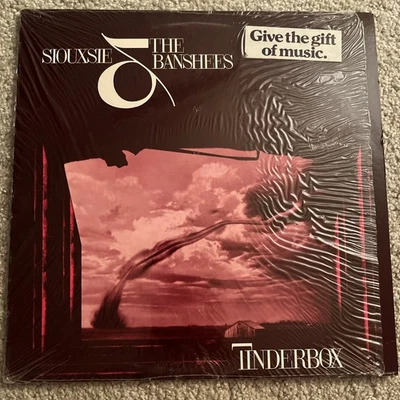 SIOUXSIE & THE
BANSHEES
Give the gift
of music.
TINDERBOX